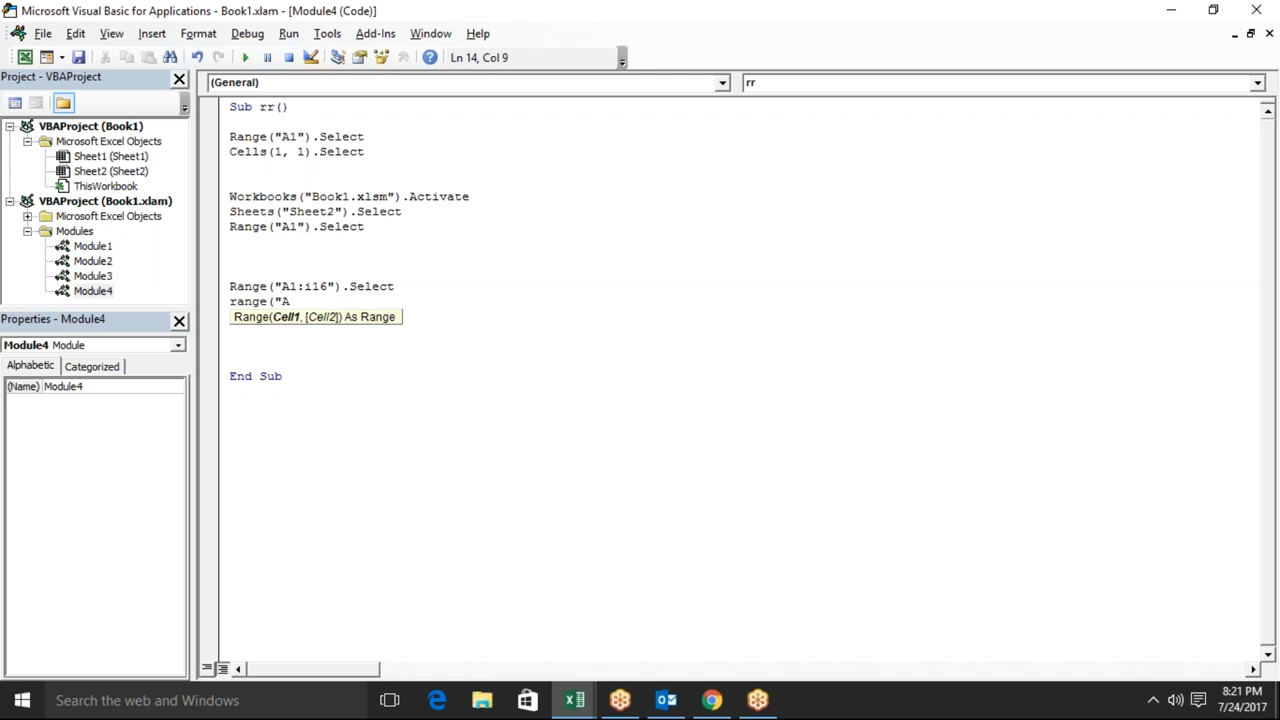 Microsoft Visual Basic for Applications - Book1.xlam - [Module4 (Code)]
File Edit View Insert Format Debug Run Tools Add-Ins Window Help
Ln 14, Col 9
Project - VBAProject
(General)
rr
VBAProject (Book1)
Microsoft Excel Objects
Sheet1 (Sheet1)
Sheet2 (Sheet2)
ThisWorkbook
VBAProject (Book1.xlam)
Microsoft Excel Objects
Modules
Module1
Module2
Module3
Module4
Properties - Module4
Module4 Module
Alphabetic Categorized
(Name) Module4
Sub rr()
Range("A1").Select
Cells(1, 1).Select
Workbooks("Book1.xlsm").Activate
Sheets("Sheet2").Select
Range("A1").Select
Range("A1:i16").Select
range("A
Range(Cell1, [Cell2]) As Range
End Sub
Search the web and Windows
8:21 PM
7/24/2017